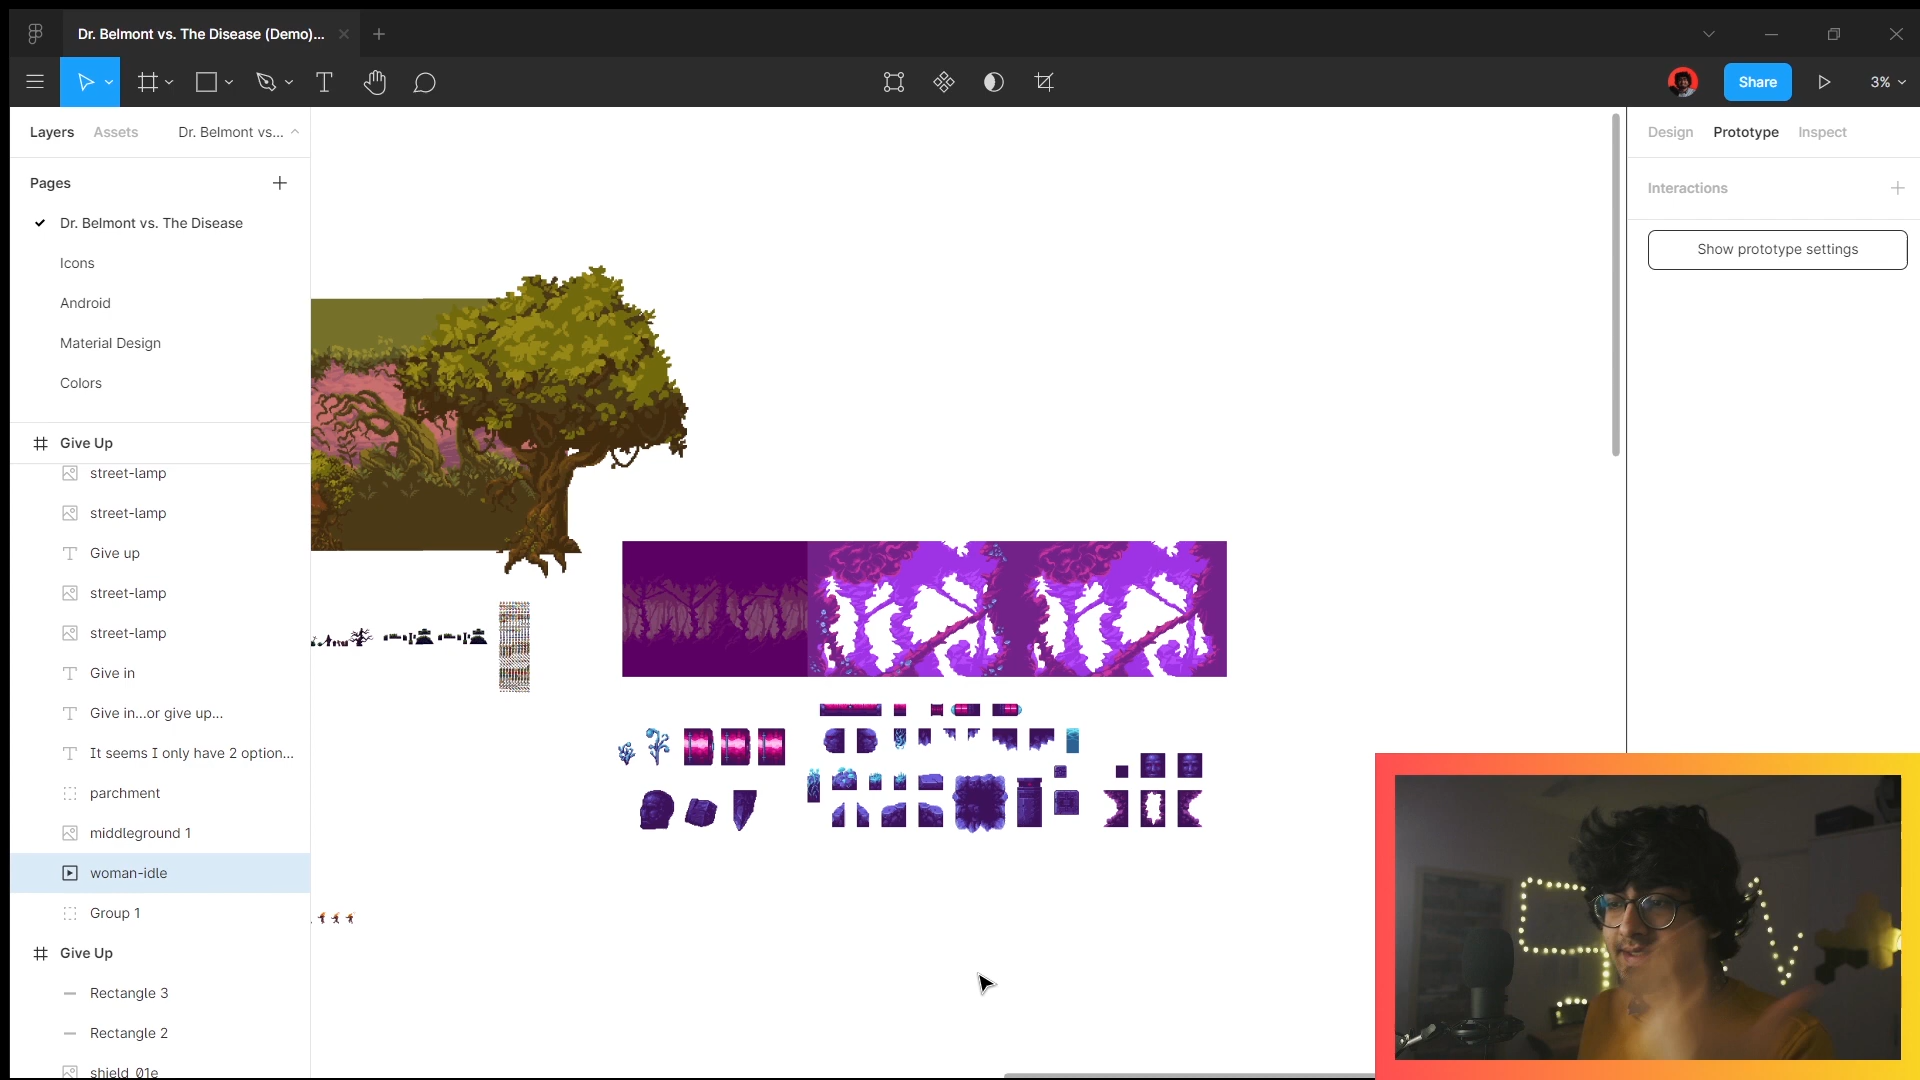 Dr. Belmont vs. The Disease (Demo)...
Share
3%
Layers
Assets
Dr. Belmont vs...
Design
Prototype
Inspect
Pages
Interactions
Dr. Belmont vs. The Disease
Show prototype settings
Icons
Android
Material Design
Colors
Give Up
street-lamp
street-lamp
Give up
street-lamp
street-lamp
Give in
Give in...or give up...
It seems I only have 2 option...
parchment
middleground 1
woman-idle
Group 1
Give Up
Rectangle 3
Rectangle 2
shield_01e